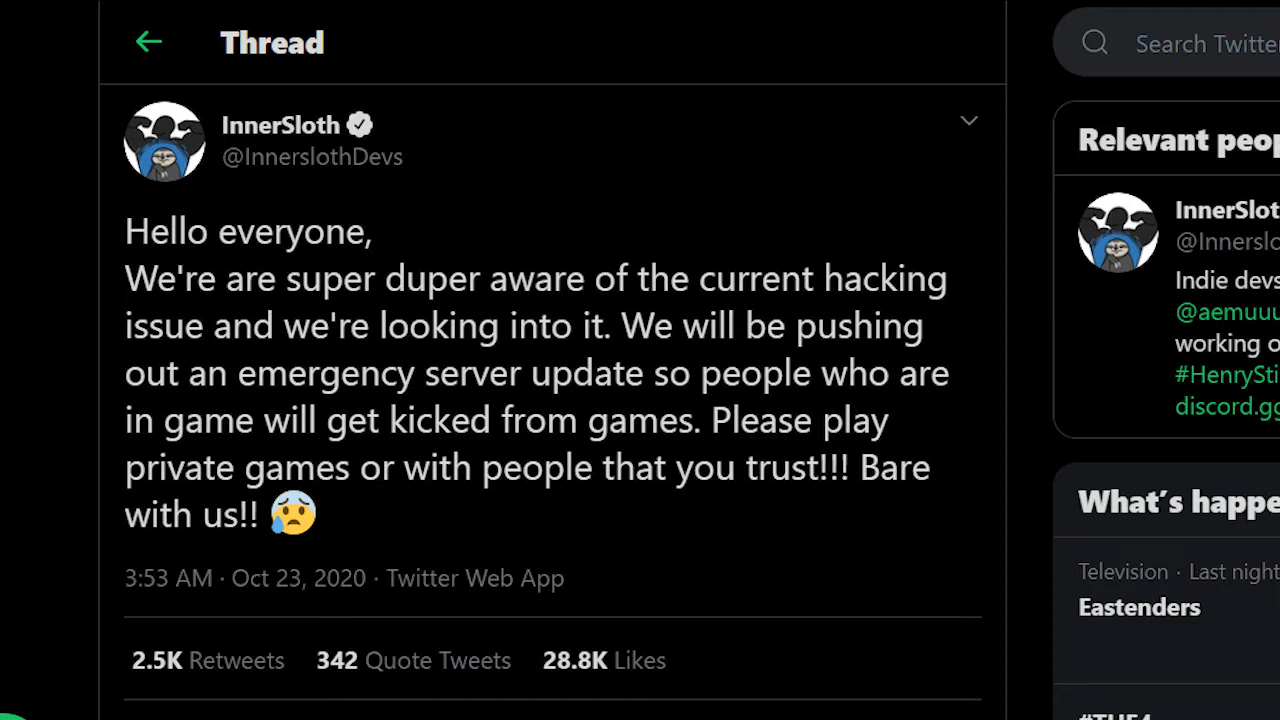 Thread
Search Twitte
InnerSloth
@InnerslothDevs
Hello everyone,
We're are super duper aware of the current hacking
issue and we're looking into it. We will be pushing
out an emergency server update so people who are
in game will get kicked from games. Please play
private games or with people that you trust!!! Bare
with us!!
3:53 AM · Oct 23, 2020 · Twitter Web App
2.5K Retweets 342 Quote Tweets 28.8K Likes
Relevant peop
InnerSlot
@Innerslo
Indie devs
@aemuuu
working o
#HenrySti
discord.gg
What's happe
Television · Last night
Eastenders